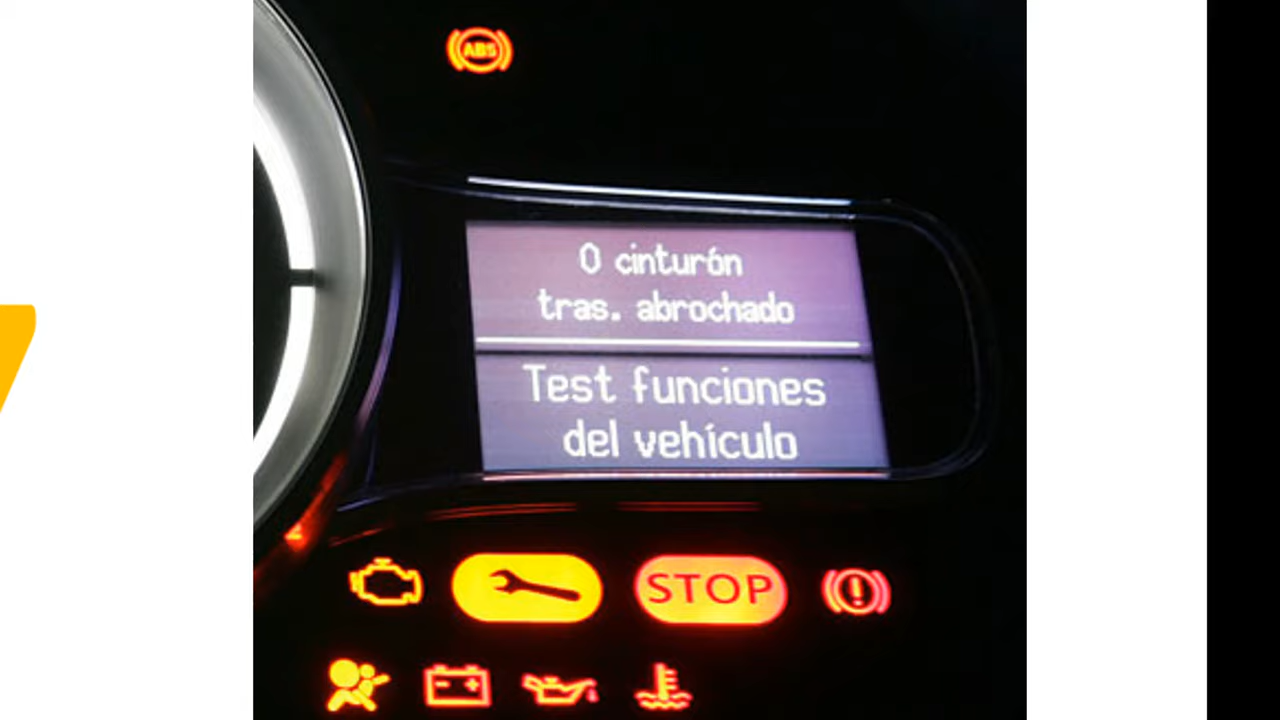 ABS
0 cinturón
tras. abrochado
Test funciones
del vehículo
STOP